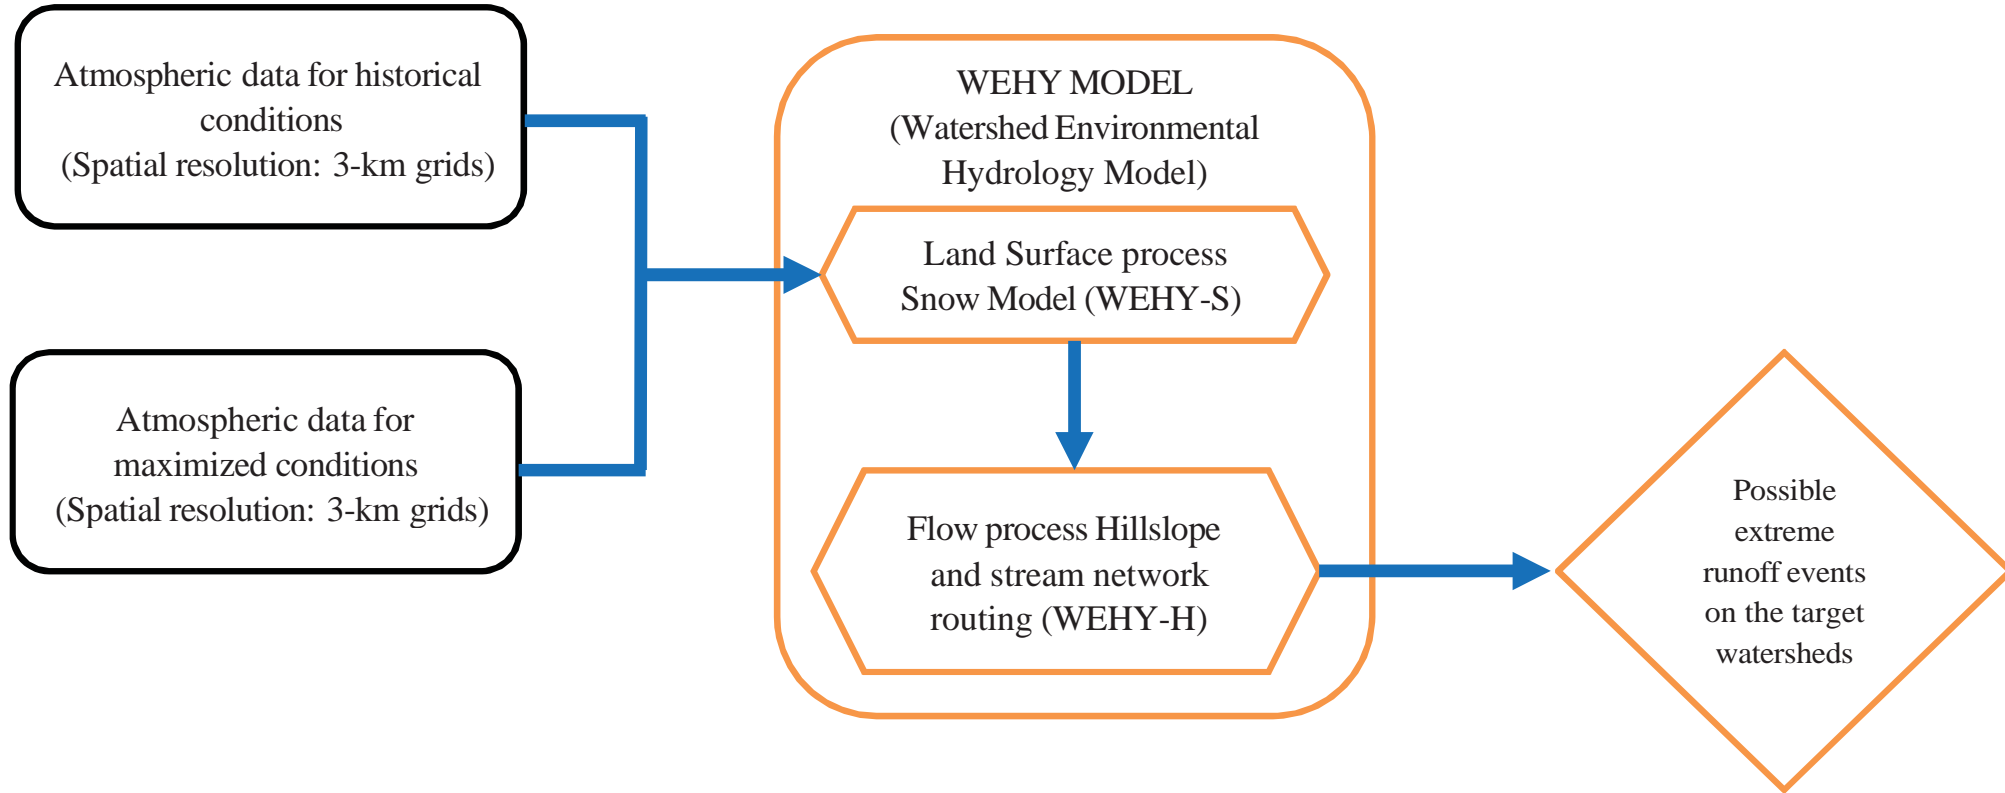 Atmospheric data for historical
conditions
(Spatial resolution: 3-km grids)
Atmospheric data for
maximized conditions
(Spatial resolution: 3-km grids)
WEHY MODEL
(Watershed Environmental
Hydrology Model)
Land Surface process
Snow Model (WEHY-S)
Flow process Hillslope
and stream network
routing (WEHY-H)
Possible
extreme
runoff events
on the target
watersheds